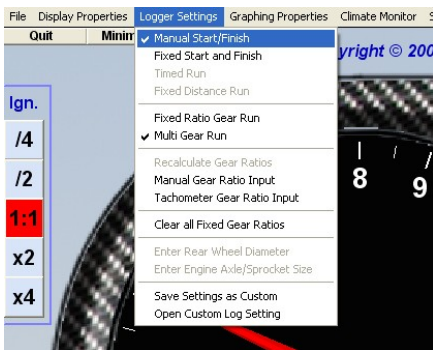 File Display Properties Logger Settings Graphing Properties Climate Monitor
Quit
Manual Start/Finish
yright © 200
Fixed Start and Finish
Timed Run
Fixed Distance Run
Ign.
Fixed Ratio Gear Run
/4
Multi Gear Run
Recalculate Gear Ratios
/2
Manual Gear Ratio Input
8
9
Tachometer Gear Ratio Input
1:1
Clear all Fixed Gear Ratios
x2
Enter Rear Wheel Diameter
Enter Engine Axle/Sprocket Size
x4
Save Settings as Custom
Open Custom Log Setting